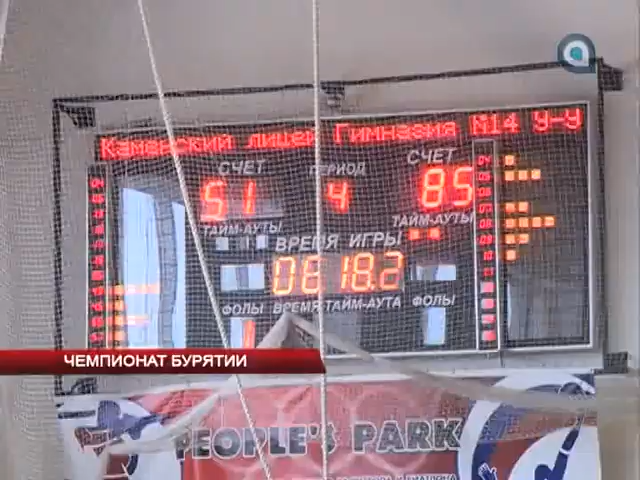 Каменский лицей Гимназия №14 У-У
СЧЕТ ПЕРИОД СЧЕТ
51 4 85
ТАЙМ-АУТЫ ТАЙМ-АУТЫ
ВРЕМЯ ИГРЫ
06 18.2
ФОЛЫ ВРЕМЯ ТАЙМ-АУТА ФОЛЫ
ЧЕМПИОНАТ БУРЯТИИ
PEOPLE'S PARK